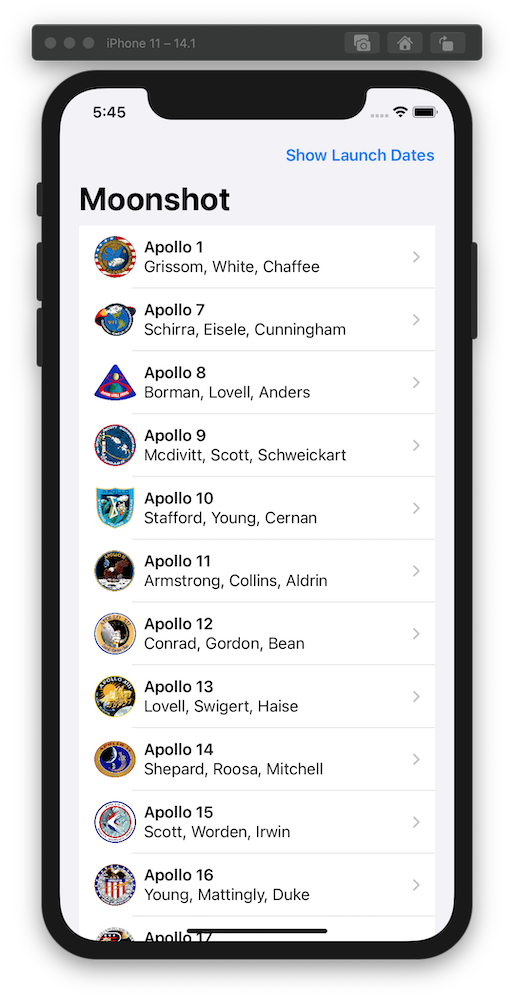 iPhone 11 – 14.1
5:45
Show Launch Dates
Moonshot
Apollo 1
Grissom, White, Chaffee
Apollo 7
Schirra, Eisele, Cunningham
Apollo 8
Borman, Lovell, Anders
Apollo 9
Mcdivitt, Scott, Schweickart
Apollo 10
Stafford, Young, Cernan
Apollo 11
Armstrong, Collins, Aldrin
Apollo 12
Conrad, Gordon, Bean
Apollo 13
Lovell, Swigert, Haise
Apollo 14
Shepard, Roosa, Mitchell
Apollo 15
Scott, Worden, Irwin
Apollo 16
Young, Mattingly, Duke
Apollo 17